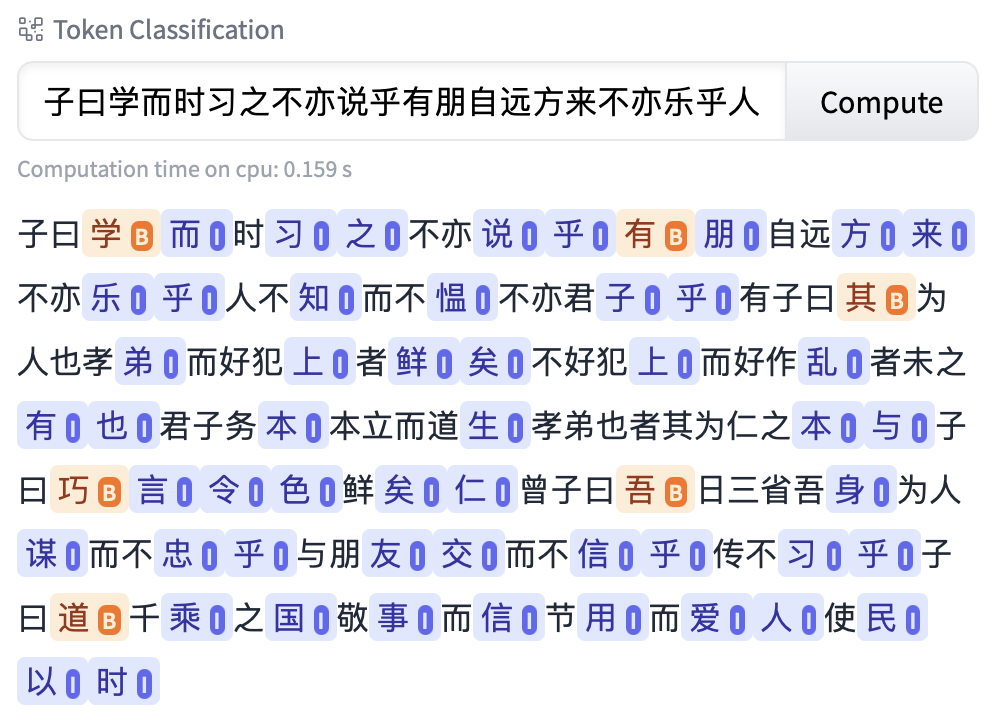 Token Classification
子曰学而时习之不亦说乎有朋自远方来不亦乐乎人
Compute
Computation time on cpu: 0.159 s
子曰学 B 而 I 时习 I 之 I 不亦说 I 乎 I 有 B 朋 I 自远方 I 来 I
不亦乐 I 乎 I 人不知 I 而不愠 I 不亦君子 I 乎 I 有子曰其 B 为
人也孝弟 I 而好犯上 I 者鲜 I 矣 I 不好犯上 I 而好作乱 I 者未之
有 I 也 I 君子务本 I 本立而道生 I 孝弟也者其为仁之本 I 与 I 子
曰巧 B 言 I 令 I 色 I 鲜矣 I 仁 I 曾子曰吾 B 日三省吾身 I 为人
谋 I 而不忠 I 乎 I 与朋友 I 交 I 而不信 I 乎 I 传不习 I 乎 I 子
曰道 B 千乘 I 之国 I 敬事 I 而信 I 节用 I 而爱 I 人 I 使民 I
以 I 时 I